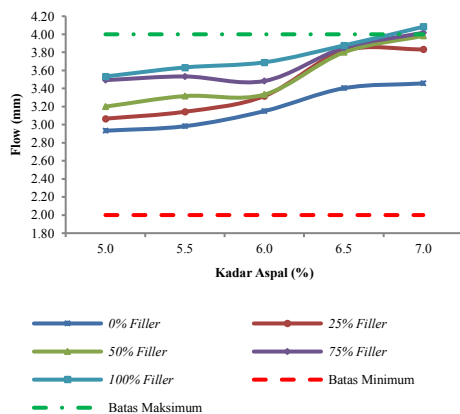 4.00
3.80
3.60
3.40
3.20
3.00
2.80
2.60
2.40
2.20
2.00
1.80
Flow (mm)
5.0 5.5 6.0 6.5 7.0
Kadar Aspal (%)
0% Filler 25% Filler
50% Filler 75% Filler
100% Filler Batas Minimum
Batas Maksimum